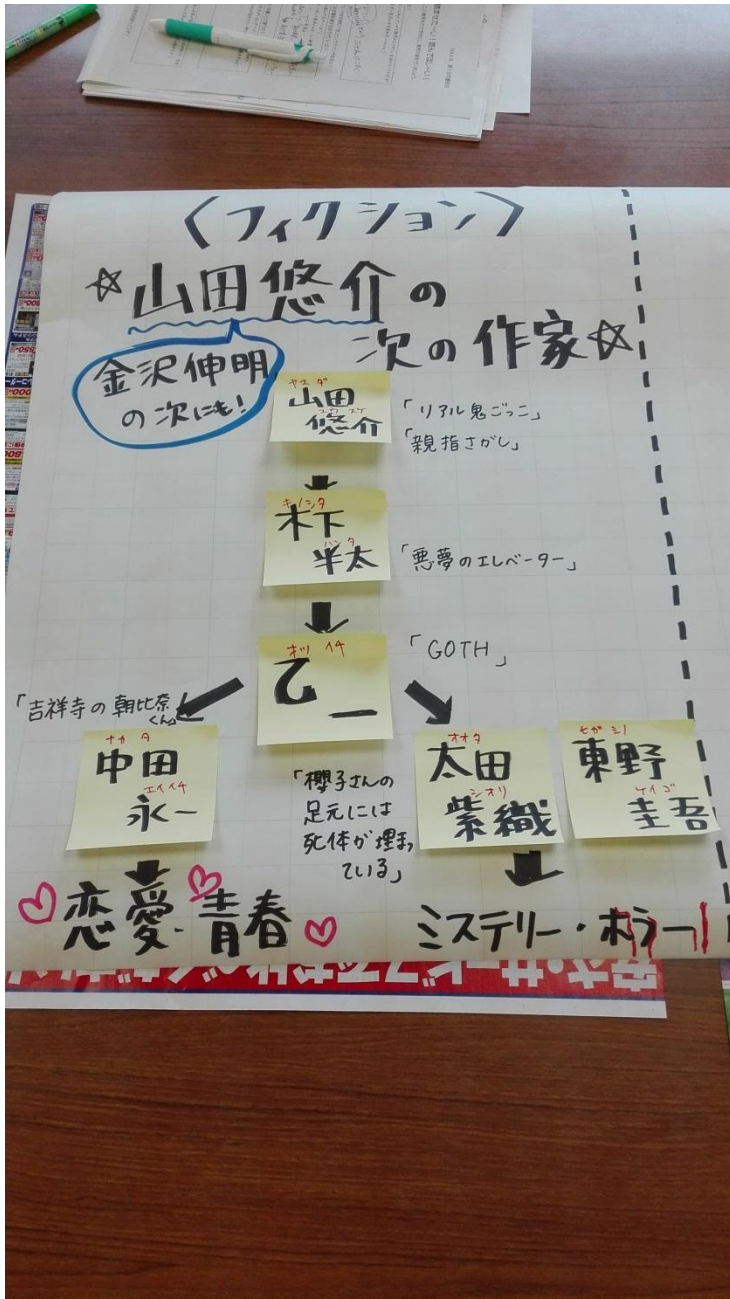 〈フィクション〉
☆山田悠介の
次の作家☆
金沢伸明
の次にも!
ヤマダ
山田
ユウスケ
悠介
「リアル鬼ごっこ」
「親指さがし」
キノシタ
木下
ハンタ
半太
「悪夢のエレベーター」
オツイチ
乙一
「GOTH」
「吉祥寺の朝比奈
くん」
ナカタ
中田
エイイチ
永一
「櫻子さんの
足元には
死体が埋まっ
ている」
オオタ
太田
シオリ
紫織
ヒガシノ
東野
ケイゴ
圭吾
恋愛・青春
ミステリー・ホラー